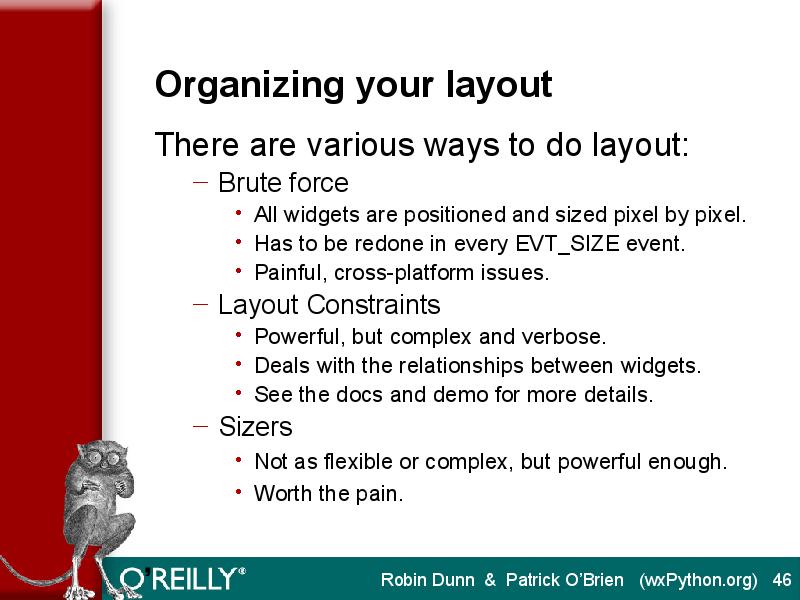 Organizing your layout
There are various ways to do layout:
– Brute force
• All widgets are positioned and sized pixel by pixel.
• Has to be redone in every EVT_SIZE event.
• Painful, cross-platform issues.
– Layout Constraints
• Powerful, but complex and verbose.
• Deals with the relationships between widgets.
• See the docs and demo for more details.
– Sizers
• Not as flexible or complex, but powerful enough.
• Worth the pain.
O'REILLY®
Robin Dunn & Patrick O'Brien (wxPython.org) 46